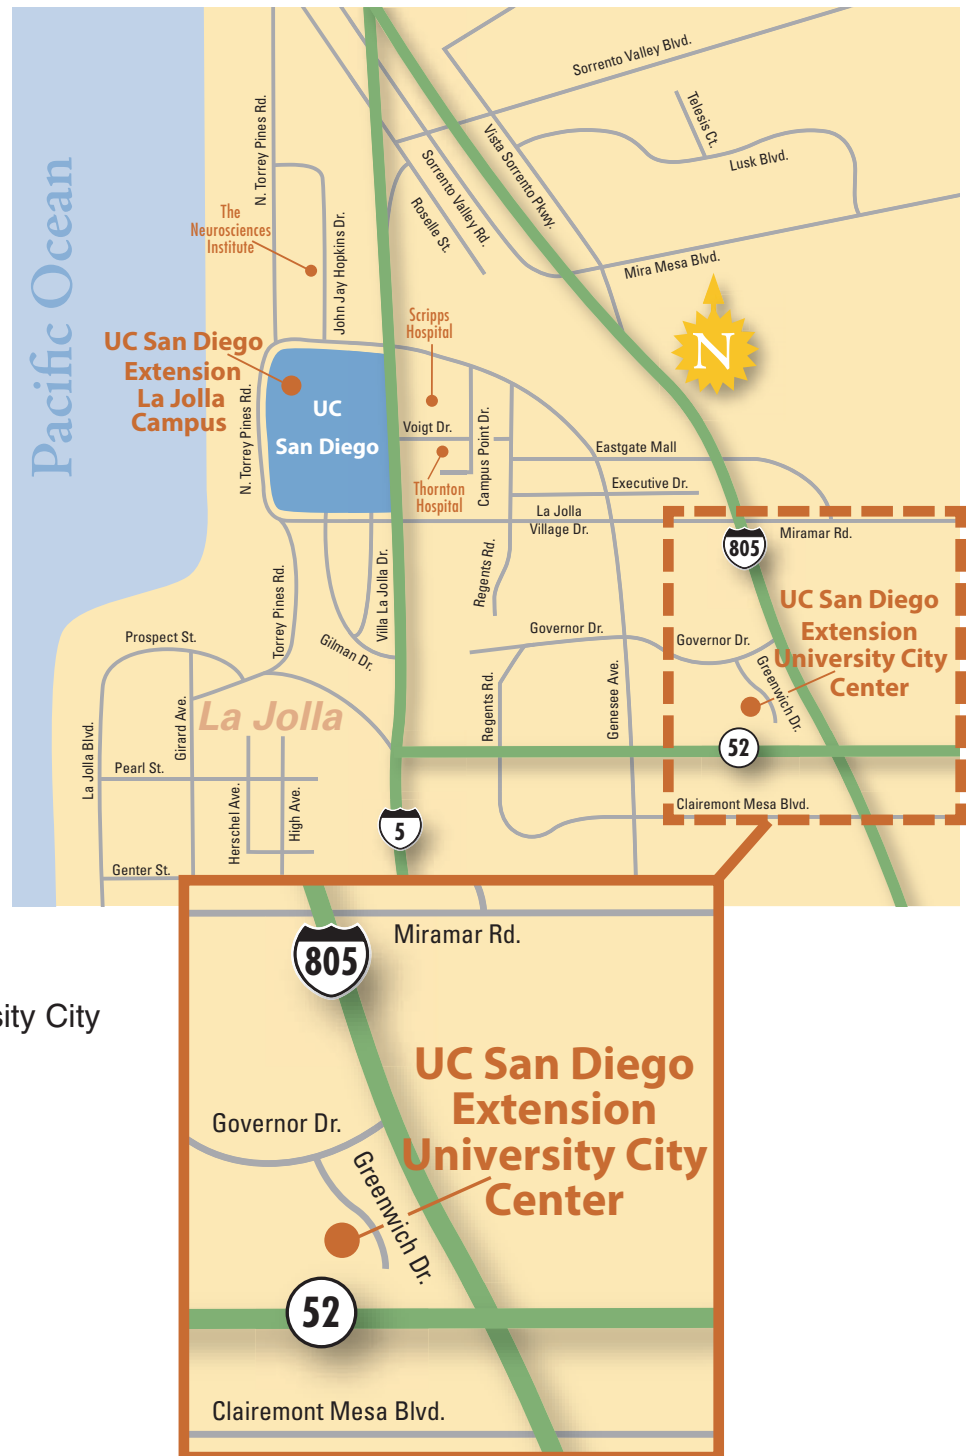 Sorrento Valley Blvd.
Telesis Ct.
Lusk Blvd.
Vista Sorrento Pkwy.
N. Torrey Pines Rd.
Sorrento Valley Rd.
Roselle St.
Mira Mesa Blvd.
Pacific Ocean
The
Neurosciences
Institute
John Jay Hopkins Dr.
N
Scripps
Hospital
UC San Diego
Extension
La Jolla
Campus
UC
San Diego
N. Torrey Pines Rd.
Voigt Dr.
Campus Point Dr.
Thornton
Hospital
Eastgate Mall
Executive Dr.
La Jolla
Village Dr.
Miramar Rd.
805
Regents Rd.
Villa La Jolla Dr.
Torrey Pines Rd.
Gilman Dr.
Prospect St.
Governor Dr.
Governor Dr.
UC San Diego
Extension
University City
Center
Greenwich Dr.
Genesee Ave.
Regents Rd.
La Jolla
Girard Ave.
La Jolla Blvd.
Pearl St.
Herschel Ave.
High Ave.
52
5
Clairemont Mesa Blvd.
Genter St.
Miramar Rd.
805
sity City
UC San Diego
Extension
University City
Center
Governor Dr.
Greenwich Dr.
52
Clairemont Mesa Blvd.